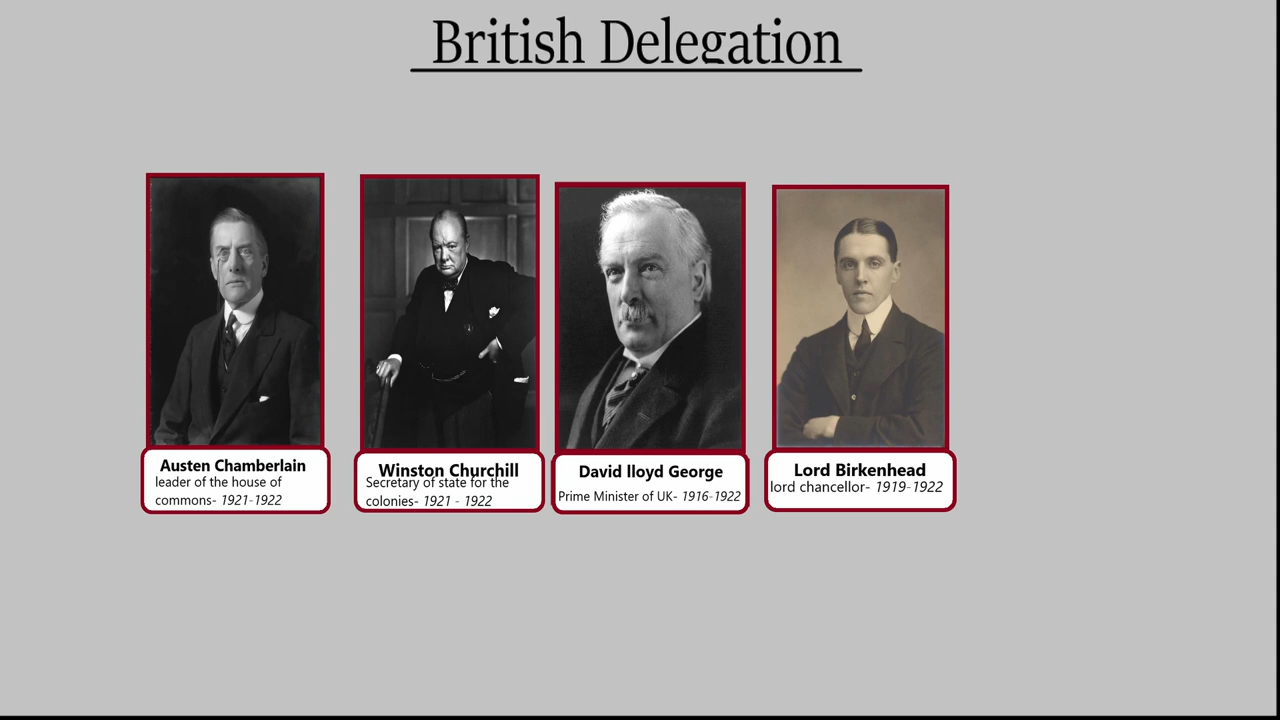 British Delegation
Austen Chamberlain
leader of the house of
commons- 1921-1922
Winston Churchill
Secretary of state for the
colonies- 1921 - 1922
David lloyd George
Prime Minister of UK- 1916-1922
Lord Birkenhead
lord chancellor- 1919-1922